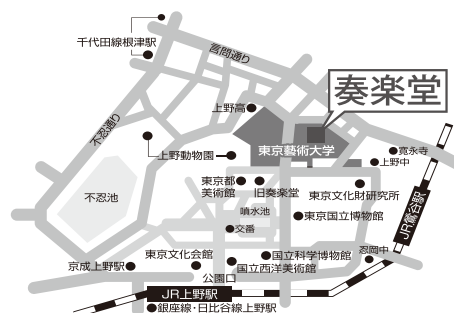 千代田線根津駅
言問通り
奏楽堂
上野高
不忍通り
東京藝術大学
寛永寺
上野中
上野動物園
東京都
美術館
旧奏楽堂
東京文化財研究所
不忍池
噴水池
東京国立博物館
JR鶯谷駅
交番
東京文化会館
国立科学博物館
忍岡中
京成上野駅
国立西洋美術館
公園口
JR上野駅
銀座線・日比谷線上野駅